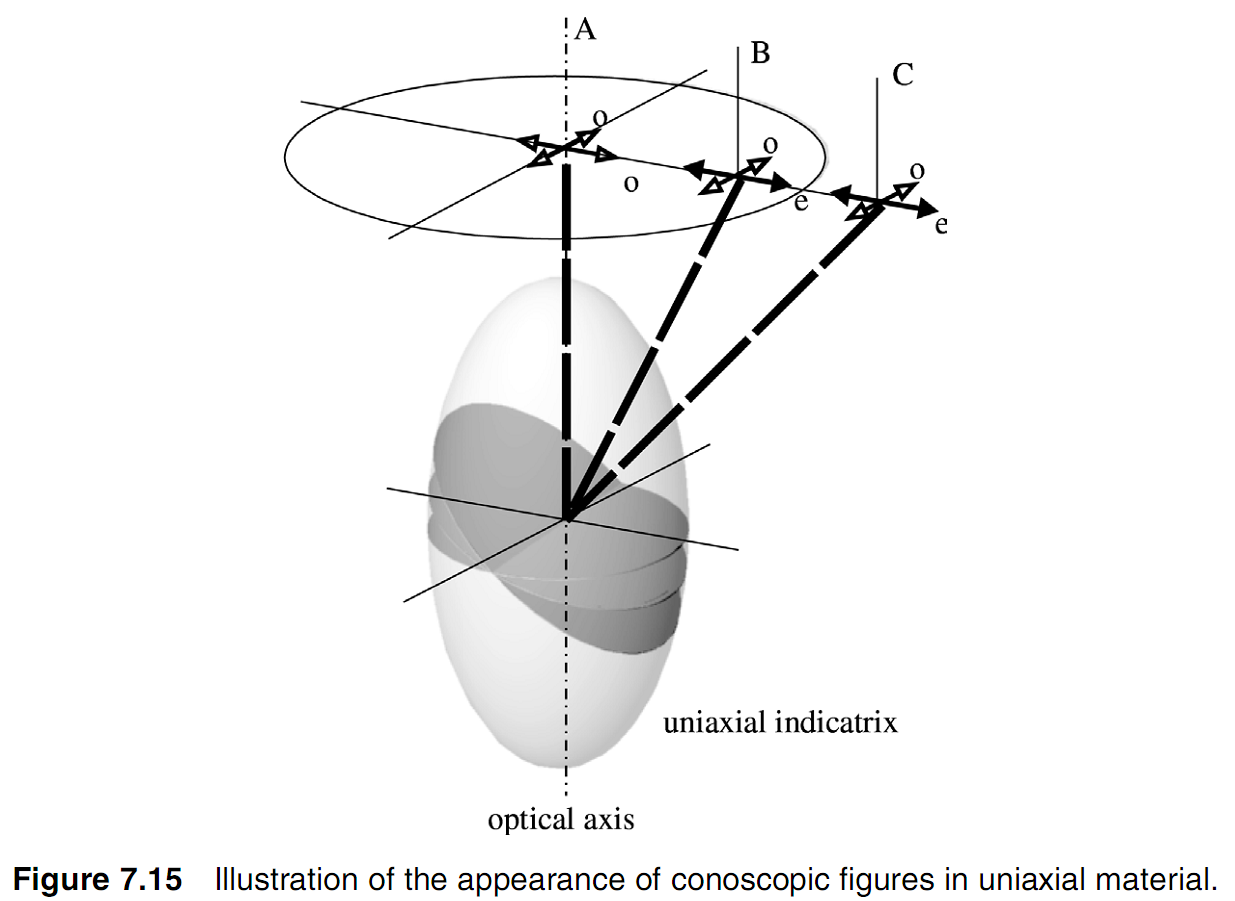 A
B
C
o
o
o
o
e
e
uniaxial indicatrix
optical axis
Figure 7.15 Illustration of the appearance of conoscopic figures in uniaxial material.